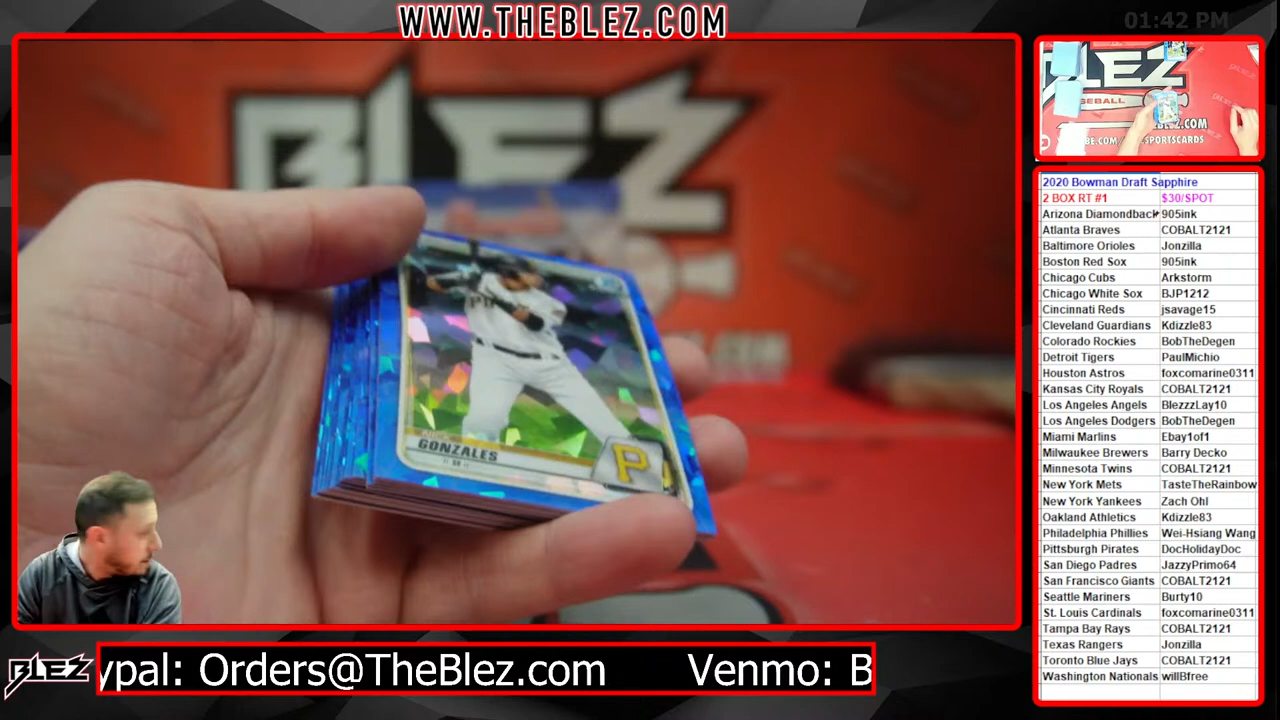 WWW.THEBLEZ.COM
01:42 PM
BLEZ
GONZALES
P
BLEZ
BASEBALL
2020 Bowman Draft Sapphire
2 BOX RT #1 $30/SPOT
Arizona Diamondback 905ink
Atlanta Braves COBALT2121
Baltimore Orioles Jonzilla
Boston Red Sox 905ink
Chicago Cubs Arkstorm
Chicago White Sox BJP1212
Cincinnati Reds jsavage15
Cleveland Guardians Kdizzle83
Colorado Rockies BobTheDegen
Detroit Tigers PaulMichio
Houston Astros foxcomarine0311
Kansas City Royals COBALT2121
Los Angeles Angels BlezzzLay10
Los Angeles Dodgers BobTheDegen
Miami Marlins Ebay1of1
Milwaukee Brewers Barry Decko
Minnesota Twins COBALT2121
New York Mets TasteTheRainbow
New York Yankees Zach Ohl
Oakland Athletics Kdizzle83
Philadelphia Phillies Wei-Hsiang Wang
Pittsburgh Pirates DocHolidayDoc
San Diego Padres JazzyPrimo64
San Francisco Giants COBALT2121
Seattle Mariners Burty10
St. Louis Cardinals foxcomarine0311
Tampa Bay Rays COBALT2121
Texas Rangers Jonzilla
Toronto Blue Jays COBALT2121
Washington Nationals willBfree
BLEZ
ypal: Orders@TheBlez.com Venmo: B